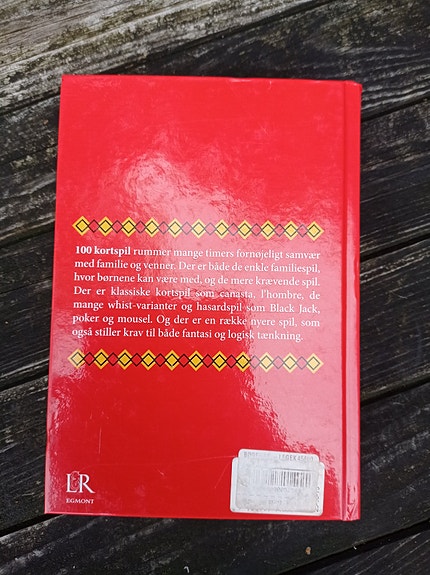 100 kortspil rummer mange timers fornøjeligt samvær
med familie og venner. Der er både de enkle familiespil,
hvor børnene kan være med, og de mere krævende spil.
Der er klassiske kortspil som canasta, l'hombre, de
mange whist-varianter og hasardspil som Black Jack,
poker og mousel. Og der er en række nyere spil, som
også stiller krav til både fantasi og logisk tænkning.
L&R
EGMONT